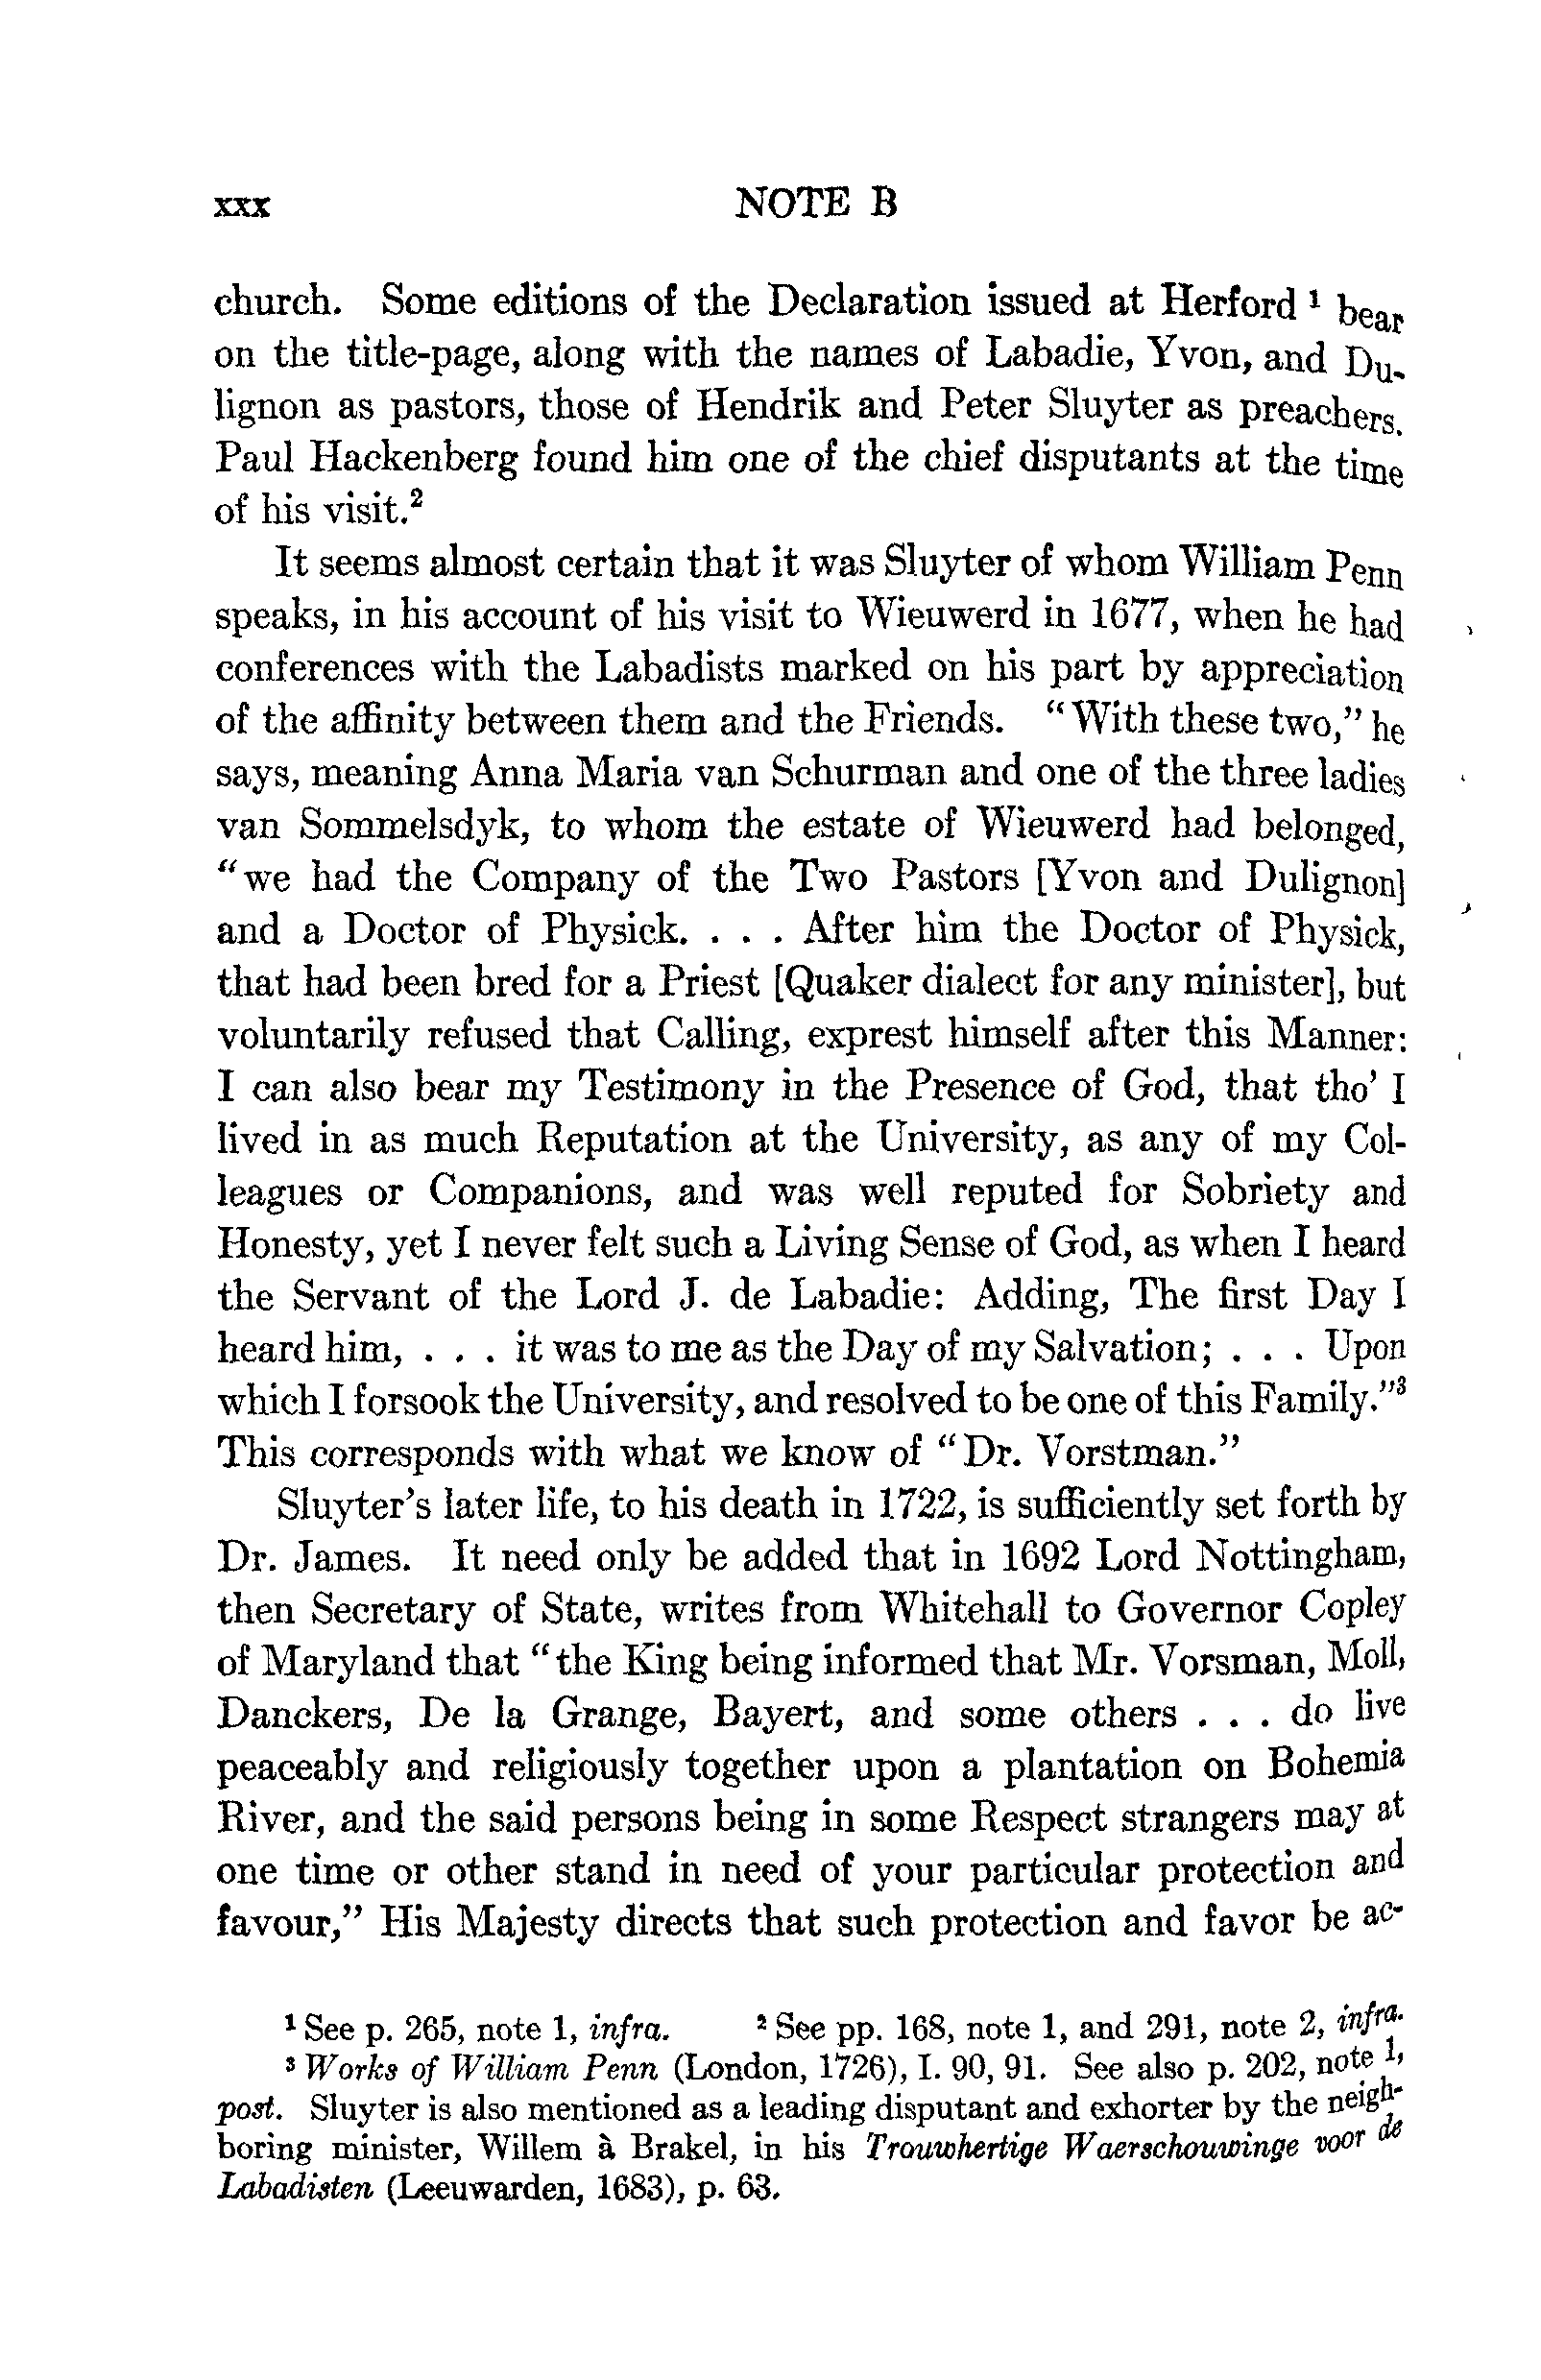 xxx NOTE B
church. Some editions of the Declaration issued at Herford ¹ bear
on the title-page, along with the names of Labadie, Yvon, and Du-
lignon as pastors, those of Hendrik and Peter Sluyter as preachers.
Paul Hackenberg found him one of the chief disputants at the time
of his visit.²
It seems almost certain that it was Sluyter of whom William Penn
speaks, in his account of his visit to Wieuwerd in 1677, when he had
conferences with the Labadists marked on his part by appreciation
of the affinity between them and the Friends. "With these two," he
says, meaning Anna Maria van Schurman and one of the three ladies
van Sommelsdyk, to whom the estate of Wieuwerd had belonged,
"we had the Company of the Two Pastors [Yvon and Dulignon]
and a Doctor of Physick. . . . After him the Doctor of Physick,
that had been bred for a Priest [Quaker dialect for any minister], but
voluntarily refused that Calling, exprest himself after this Manner:
I can also bear my Testimony in the Presence of God, that tho' I
lived in as much Reputation at the University, as any of my Col-
leagues or Companions, and was well reputed for Sobriety and
Honesty, yet I never felt such a Living Sense of God, as when I heard
the Servant of the Lord J. de Labadie: Adding, The first Day I
heard him, . . . it was to me as the Day of my Salvation; . . . Upon
which I forsook the University, and resolved to be one of this Family."³
This corresponds with what we know of "Dr. Vorstman."
Sluyter's later life, to his death in 1722, is sufficiently set forth by
Dr. James. It need only be added that in 1692 Lord Nottingham,
then Secretary of State, writes from Whitehall to Governor Copley
of Maryland that "the King being informed that Mr. Vorsman, Moll,
Danckers, De la Grange, Bayert, and some others . . . do live
peaceably and religiously together upon a plantation on Bohemia
River, and the said persons being in some Respect strangers may at
one time or other stand in need of your particular protection and
favour," His Majesty directs that such protection and favor be ac-
¹ See p. 265, note 1, infra. ² See pp. 168, note 1, and 291, note 2, infra.
³ Works of William Penn (London, 1726), I. 90, 91. See also p. 202, note 1,
post. Sluyter is also mentioned as a leading disputant and exhorter by the neigh-
boring minister, Willem à Brakel, in his Trouwhertige Waerschouwinge voor de
Labadisten (Leeuwarden, 1683), p. 63.